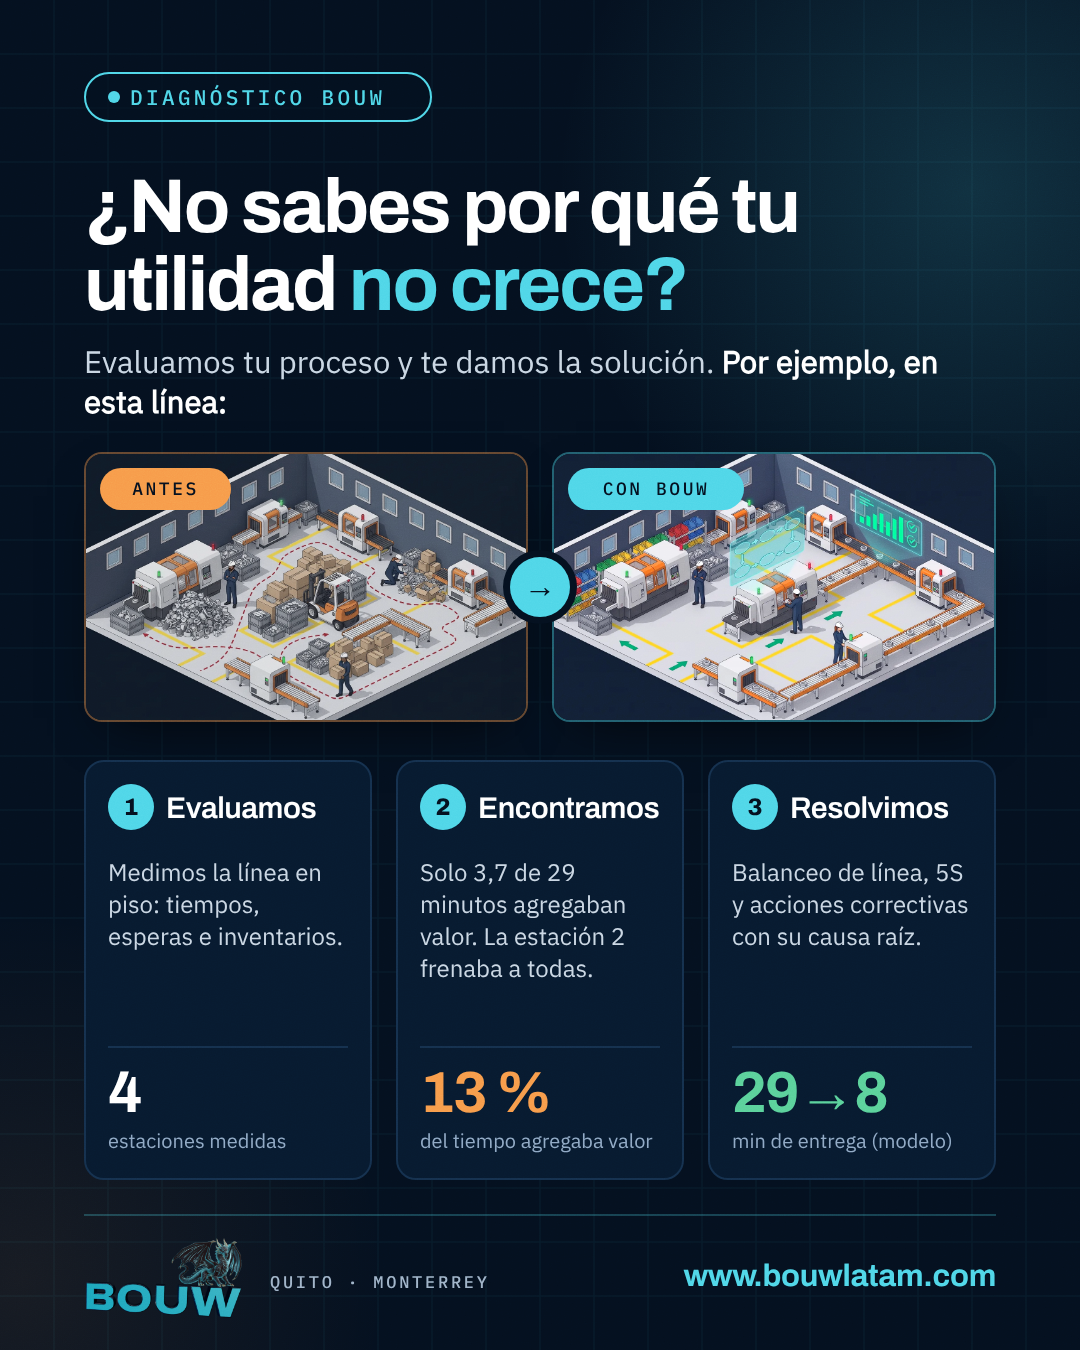 DIAGNÓSTICO BOUW
¿No sabes por qué tu
utilidad no crece?
Evaluamos tu proceso y te damos la solución. Por ejemplo, en
esta línea:
ANTES
CON BOUW
→
1 Evaluamos
Medimos la línea en
piso: tiempos,
esperas e inventarios.
4
estaciones medidas
2 Encontramos
Solo 3,7 de 29
minutos agregaban
valor. La estación 2
frenaba a todas.
13 %
del tiempo agregaba valor
3 Resolvimos
Balanceo de línea, 5S
y acciones correctivas
con su causa raíz.
29→8
min de entrega (modelo)
BOUW
QUITO · MONTERREY
www.bouwlatam.com